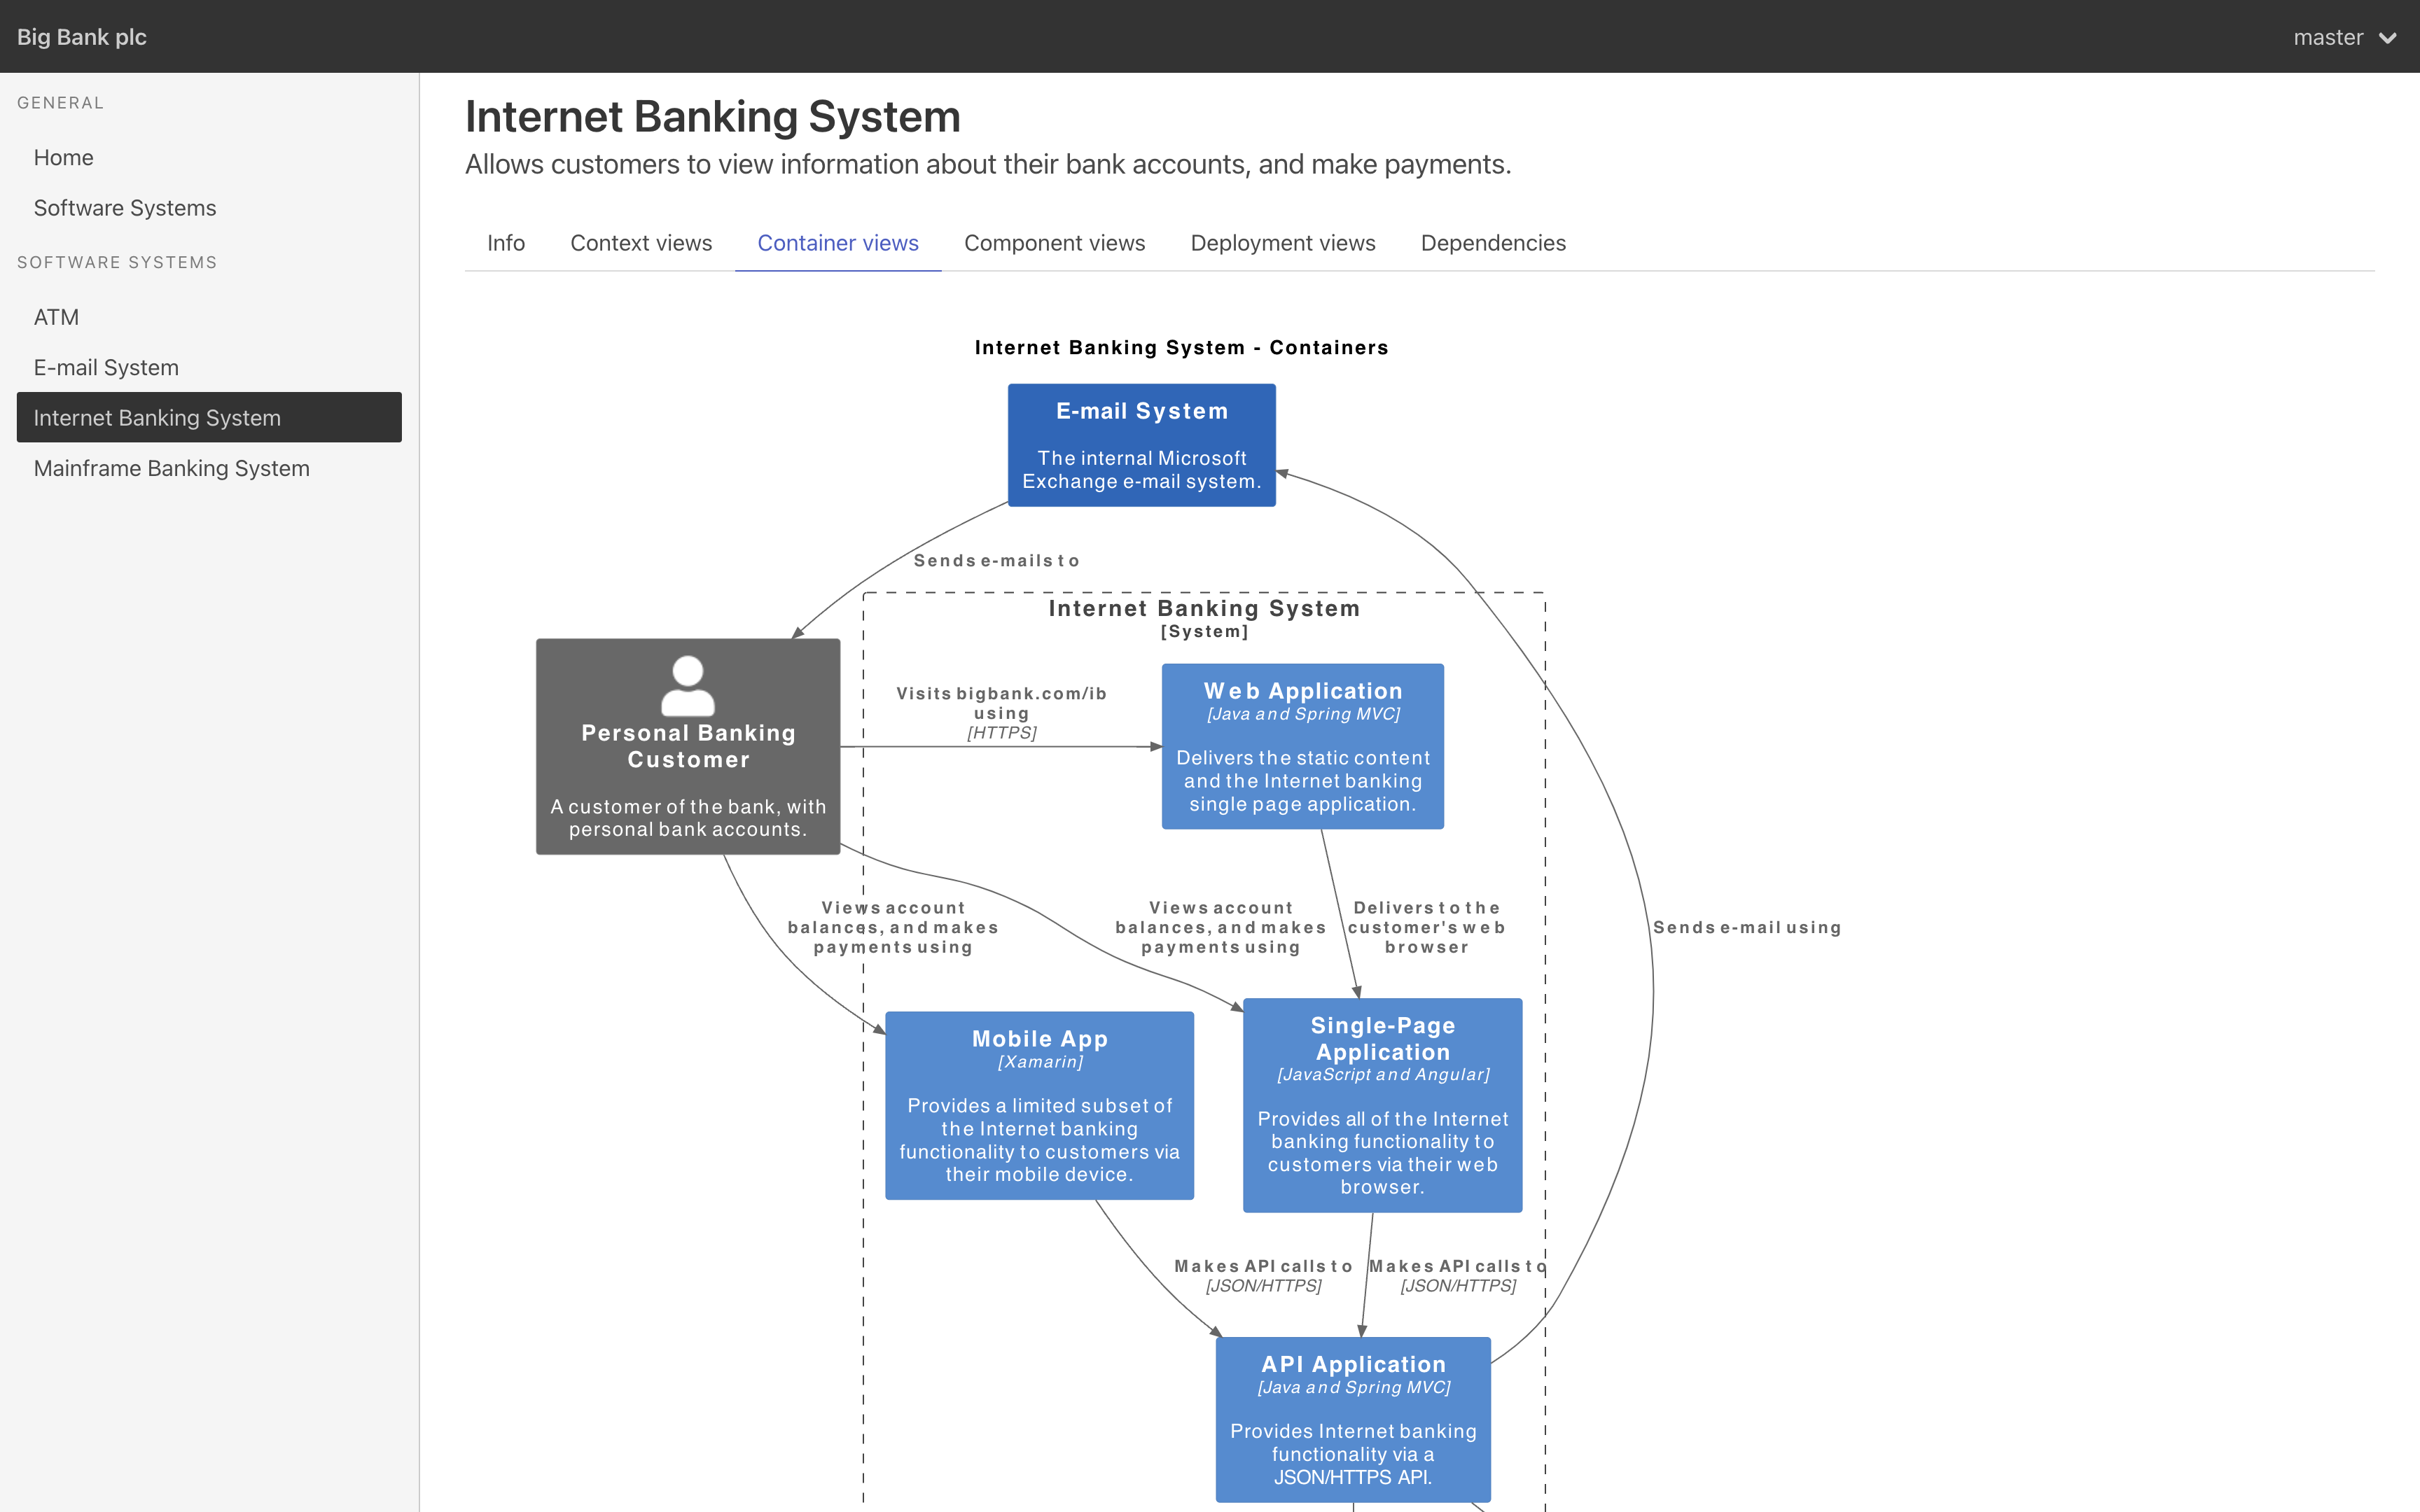 Big Bank plc
master
GENERAL
Home
Software Systems
SOFTWARE SYSTEMS
ATM
E-mail System
Internet Banking System
Mainframe Banking System
Internet Banking System
Allows customers to view information about their bank accounts, and make payments.
Info
Context views
Container views
Component views
Deployment views
Dependencies
Internet Banking System - Containers
E-mail System
The internal Microsoft
Exchange e-mail system.
Sends e-mails to
Internet Banking System
[System]
Personal Banking
Customer
A customer of the bank, with
personal bank accounts.
Visits bigbank.com/ib
using
[HTTPS]
Web Application
[Java and Spring MVC]
Delivers the static content
and the Internet banking
single page application.
Views account
balances, and makes
payments using
Views account
balances, and makes
payments using
Delivers to the
customer's web
browser
Sends e-mail using
Mobile App
[Xamarin]
Provides a limited subset of
the Internet banking
functionality to customers via
their mobile device.
Single-Page
Application
[JavaScript and Angular]
Provides all of the Internet
banking functionality to
customers via their web
browser.
Makes API calls to
[JSON/HTTPS]
Makes API calls to
[JSON/HTTPS]
API Application
[Java and Spring MVC]
Provides Internet banking
functionality via a
JSON/HTTPS API.